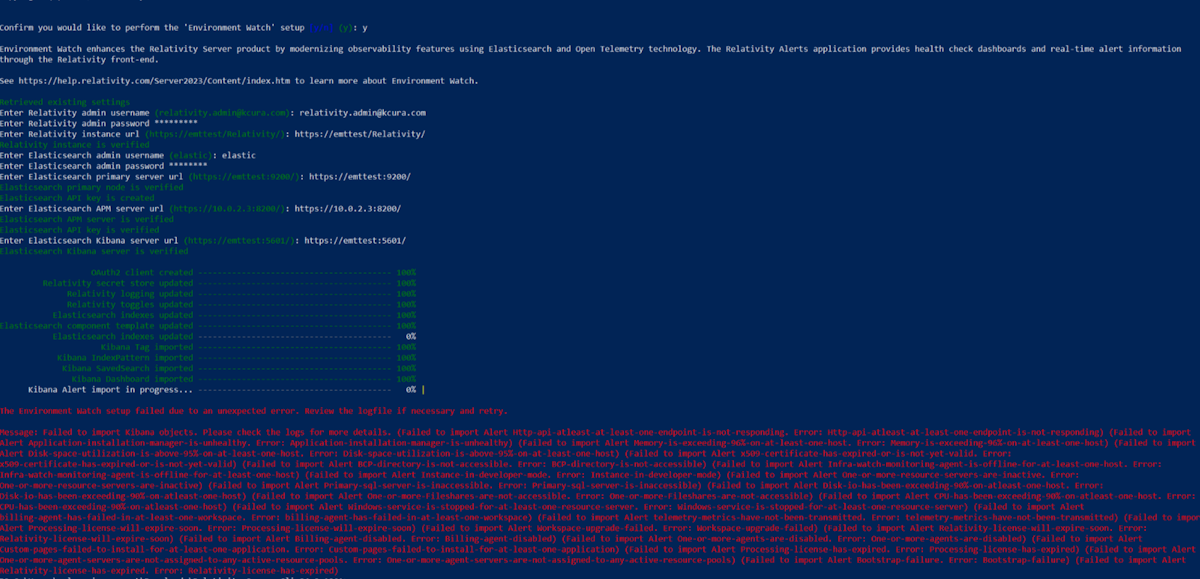 Confirm you would like to perform the 'Environment Watch' setup (y): y
Environment Watch enhances the Relativity Server product by modernizing observability features using Elasticsearch and Open Telemetry technology. The Relativity Alerts application provides health check dashboards and real-time alert information
through the Relativity front-end.
See https://help.relativity.com/Server2023/Content/index.htm to learn more about Environment Watch.
Retrieved existing settings
Enter Relativity admin username (relativity.admin@kcura.com): relativity.admin@kcura.com
Enter Relativity admin password *********
Enter Relativity instance url (https://emttest/Relativity/): https://emttest/Relativity/
Relativity instance is verified
Enter Elasticsearch admin username (elastic): elastic
Enter Elasticsearch admin password ********
Enter Elasticsearch primary server url (https://emttest:9200/): https://emttest:9200/
Elasticsearch primary node is verified
Elasticsearch API key is created
Enter Elasticsearch APM server url (https://10.0.2.3:8200/): https://10.0.2.3:8200/
Elasticsearch APM server is verified
Elasticsearch API key is verified
Enter Elasticsearch Kibana server url (https://emttest:5601/): https://emttest:5601/
Elasticsearch Kibana server is verified
OAuth2 client created ---------------------------------------- 100%
Relativity secret store updated ---------------------------------------- 100%
Relativity logging updated ---------------------------------------- 100%
Relativity toggles updated ---------------------------------------- 100%
Elasticsearch indexes updated ---------------------------------------- 100%
Elasticsearch component template updated ---------------------------------------- 100%
Elasticsearch indexes updated ---------------------------------------- 0%
Kibana Tag imported ---------------------------------------- 100%
Kibana IndexPattern imported ---------------------------------------- 100%
Kibana SavedSearch imported ---------------------------------------- 100%
Kibana Dashboard imported ---------------------------------------- 100%
Kibana Alert import in progress... ---------------------------------------- 0% |
The Environment Watch setup failed due to an unexpected error. Review the logfile if necessary and retry.
Message: Failed to import Kibana objects. Please check the logs for more details. (Failed to import Alert Http-api-atleast-at-least-one-endpoint-is-not-responding. Error: Http-api-atleast-at-least-one-endpoint-is-not-responding) (Failed to import
Alert Application-installation-manager-is-unhealthy. Error: Application-installation-manager-is-unhealthy) (Failed to import Alert Memory-is-exceeding-96%-on-at-least-one-host. Error: Memory-is-exceeding-96%-on-at-least-one-host) (Failed to import
Alert Disk-space-utilization-is-above-95%-on-at-least-one-host. Error: Disk-space-utilization-is-above-95%-on-at-least-one-host) (Failed to import Alert x509-certificate-has-expired-or-is-not-yet-valid. Error:
x509-certificate-has-expired-or-is-not-yet-valid) (Failed to import Alert BCP-directory-is-not-accessible. Error: BCP-directory-is-not-accessible) (Failed to import Alert Infra-Watch-monitoring-agent-is-offline-for-at-least-one-host. Error:
Infra-watch-monitoring-agent-is-offline-for-at-least-one-host) (Failed to import Alert Instance-in-developer-mode. Error: Instance-in-developer-mode) (Failed to import Alert One-or-more-resource-servers-are-inactive. Error:
One-or-more-resource-servers-are-inactive) (Failed to import Alert Primary-sql-server-is-inaccessible. Error: Primary-sql-server-is-inaccessible) (Failed to import Alert Disk-io-has-been-exceeding-90%-on-atleast-one-host. Error:
Disk-io-has-been-exceeding-90%-on-atleast-one-host) (Failed to import Alert One-or-more-Fileshares-are-not-accessible. Error: One-or-more-Fileshares-are-not-accessible) (Failed to import Alert CPU-has-been-exceeding-90%-on-atleast-one-host. Error:
CPU-has-been-exceeding-90%-on-atleast-one-host) (Failed to import Alert Windows-service-is-stopped-for-at-least-one-resource-server. Error: Windows-service-is-stopped-for-at-least-one-resource-server) (Failed to import Alert
billing-agent-has-failed-in-at-least-one-workspace. Error: billing-agent-has-failed-in-at-least-one-workspace) (Failed to import Alert telemetry-metrics-have-not-been-transmitted. Error: telemetry-metrics-have-not-been-transmitted) (Failed to import
Alert Processing-license-will-expire-soon. Error: Processing-license-will-expire-soon) (Failed to import Alert Workspace-upgrade-failed. Error: Workspace-upgrade-failed) (Failed to import Alert Relativity-license-will-expire-soon. Error:
Relativity-license-will-expire-soon) (Failed to import Alert Billing-agent-disabled. Error: Billing-agent-disabled) (Failed to import Alert One-or-more-agents-are-disabled. Error: One-or-more-agents-are-disabled) (Failed to import Alert
Custom-pages-failed-to-install-for-at-least-one-application. Error: Custom-pages-failed-to-install-for-at-least-one-application) (Failed to import Alert Processing-license-has-expired. Error: Processing-license-has-expired) (Failed to import Alert
One-or-more-agent-servers-are-not-assigned-to-any-active-resource-pools. Error: One-or-more-agent-servers-are-not-assigned-to-any-active-resource-pools) (Failed to import Alert Bootstrap-failure. Error: Bootstrap-failure) (Failed to import Alert
Relativity-license-has-expired. Error: Relativity-license-has-expired)